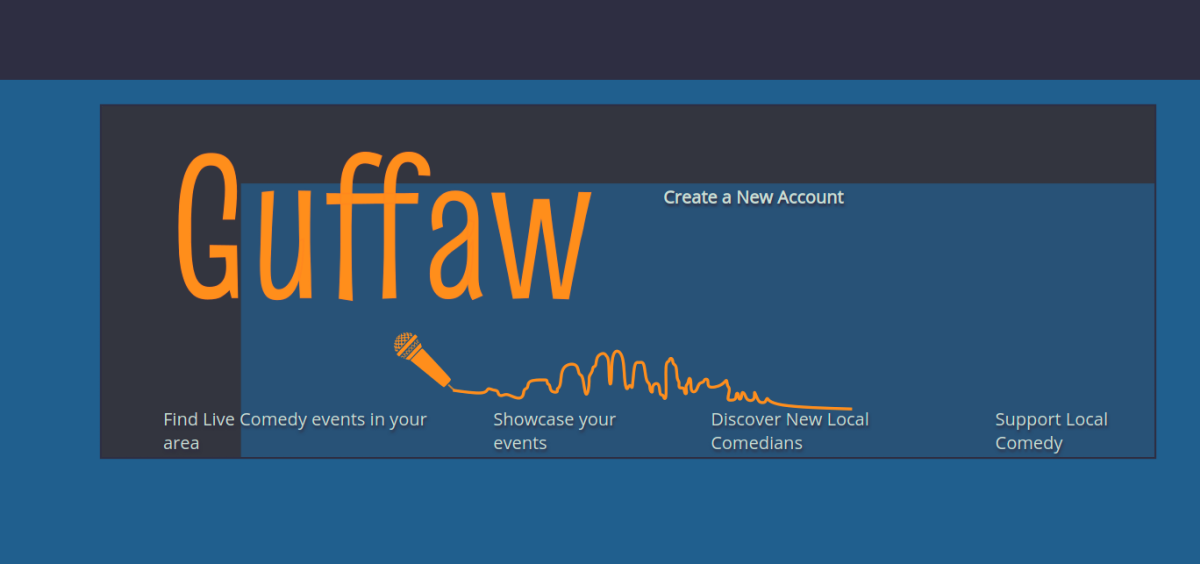 Guffaw
Create a New Account
Find Live Comedy events in your
area
Showcase your
events
Discover New Local
Comedians
Support Local
Comedy